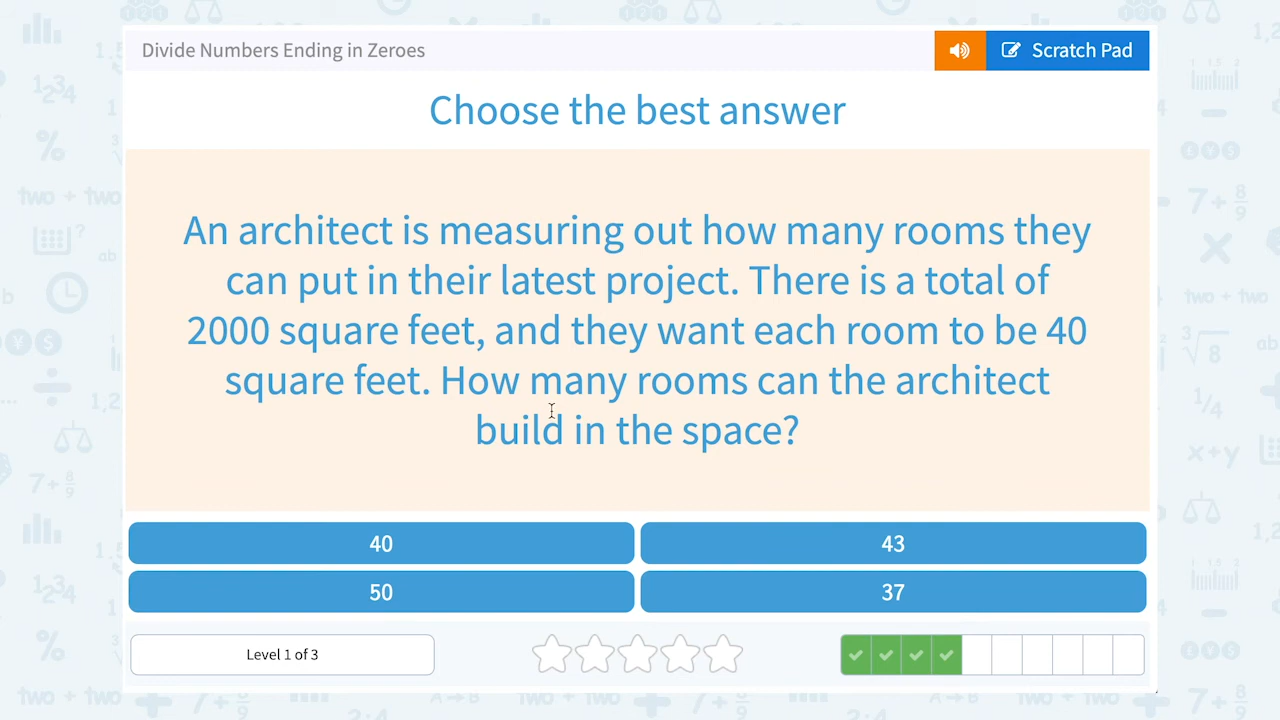 Divide Numbers Ending in Zeroes
Scratch Pad
Choose the best answer
An architect is measuring out how many rooms they
can put in their latest project. There is a total of
2000 square feet, and they want each room to be 40
square feet. How many rooms can the architect
build in the space?
40
43
50
37
Level 1 of 3